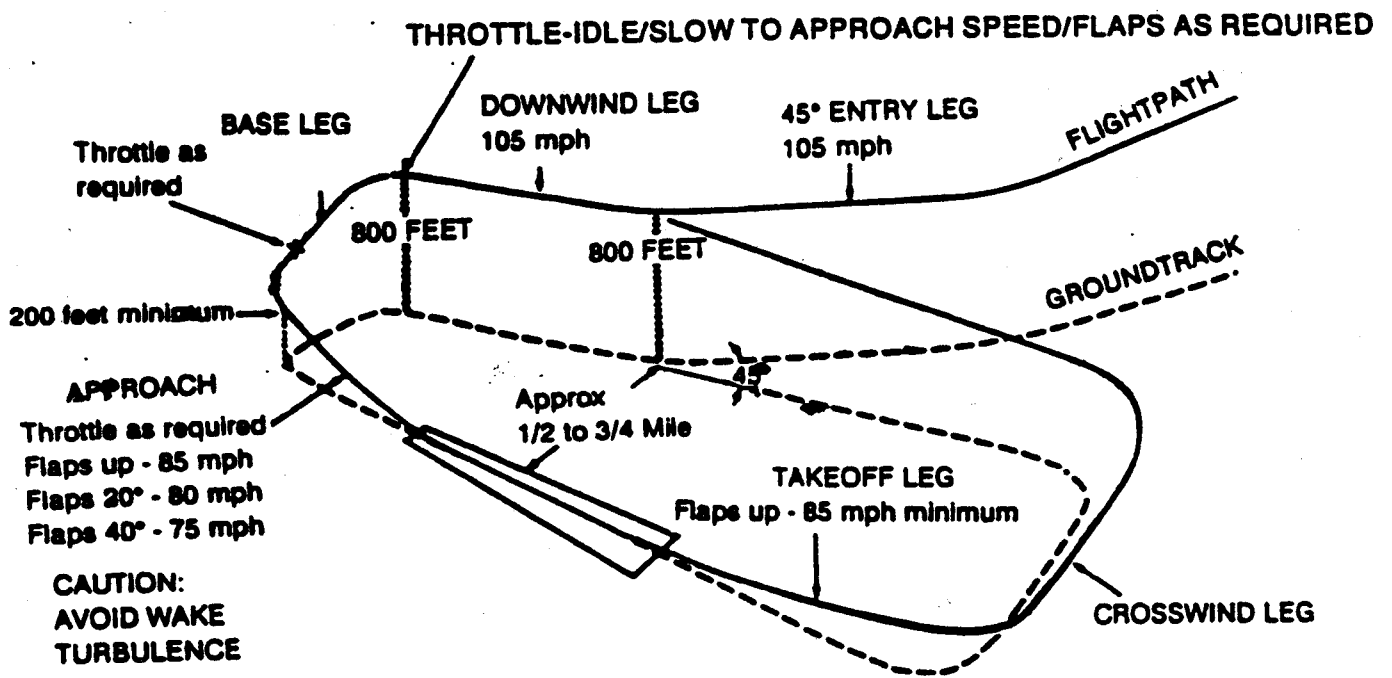 THROTTLE-IDLE/SLOW TO APPROACH SPEED/FLAPS AS REQUIRED
BASE LEG
DOWNWIND LEG
105 mph
45° ENTRY LEG
105 mph
FLIGHTPATH
Throttle as
required
800 FEET
800 FEET
GROUNDTRACK
200 feet minimum
45°
APPROACH
Throttle as required
Flaps up - 85 mph
Flaps 20° - 80 mph
Flaps 40° - 75 mph
Approx
1/2 to 3/4 Mile
TAKEOFF LEG
Flaps up - 85 mph minimum
CROSSWIND LEG
CAUTION:
AVOID WAKE
TURBULENCE